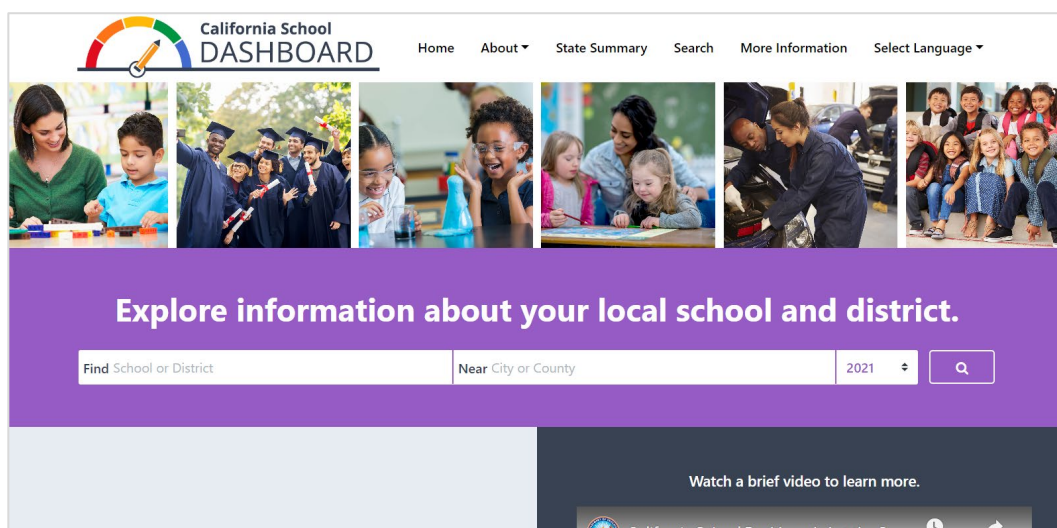 California School
DASHBOARD
Home About State Summary Search More Information Select Language
Explore information about your local school and district.
Find School or District Near City or County 2021
Watch a brief video to learn more.